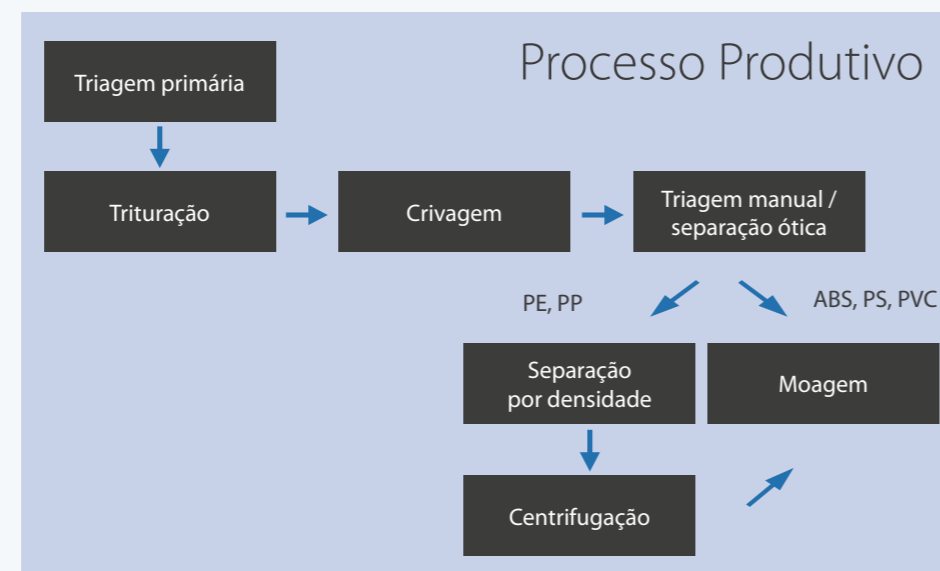 Processo Produtivo
Triagem primária
Trituração
Crivagem
Triagem manual /
separação ótica
PE, PP
ABS, PS, PVC
Separação
por densidade
Moagem
Centrifugação